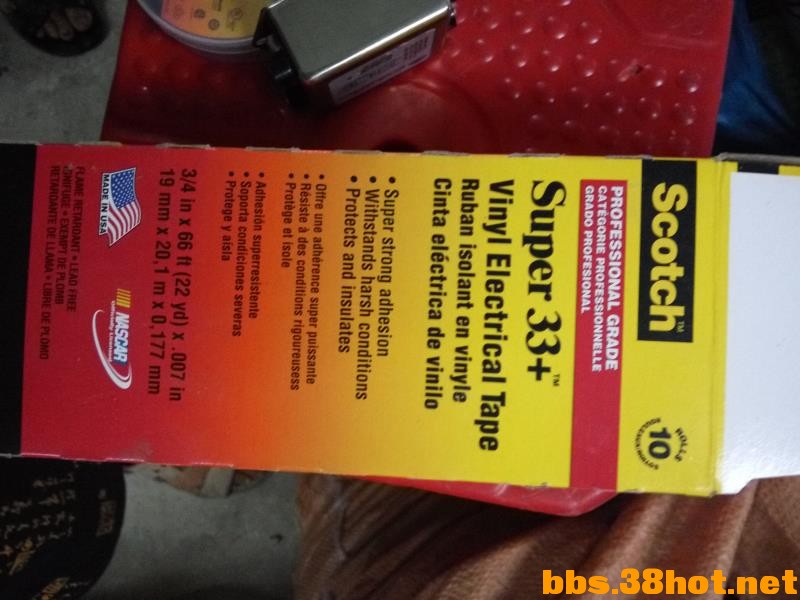 Scotch™
PROFESSIONAL GRADE
CATÉGORIE PROFESSIONNELLE
GRADO PROFESIONAL
Super 33+™
Vinyl Electrical Tape
Ruban isolant en vinyle
Cinta eléctrica de vinilo
10
ROLLS
• Super strong adhesion
• Withstands harsh conditions
• Protects and insulates
• Offre une adhérence super puissante
• Résiste à des conditions rigoureusess
• Protège et isole
• Adhesión superresistente
• Soporta condiciones severas
• Protege y aisla
3/4 in x 66 ft (22 yd) x .007 in
19 mm x 20,1 m x 0,177 mm
MADE IN USA
NASCAR
FLAME RETARDANT • LEAD FREE
IGNIFUGE • EXEMPT DE PLOMB
RETARDANTE DE LLAMA • LIBRE DE PLOMO
bbs.38hot.net